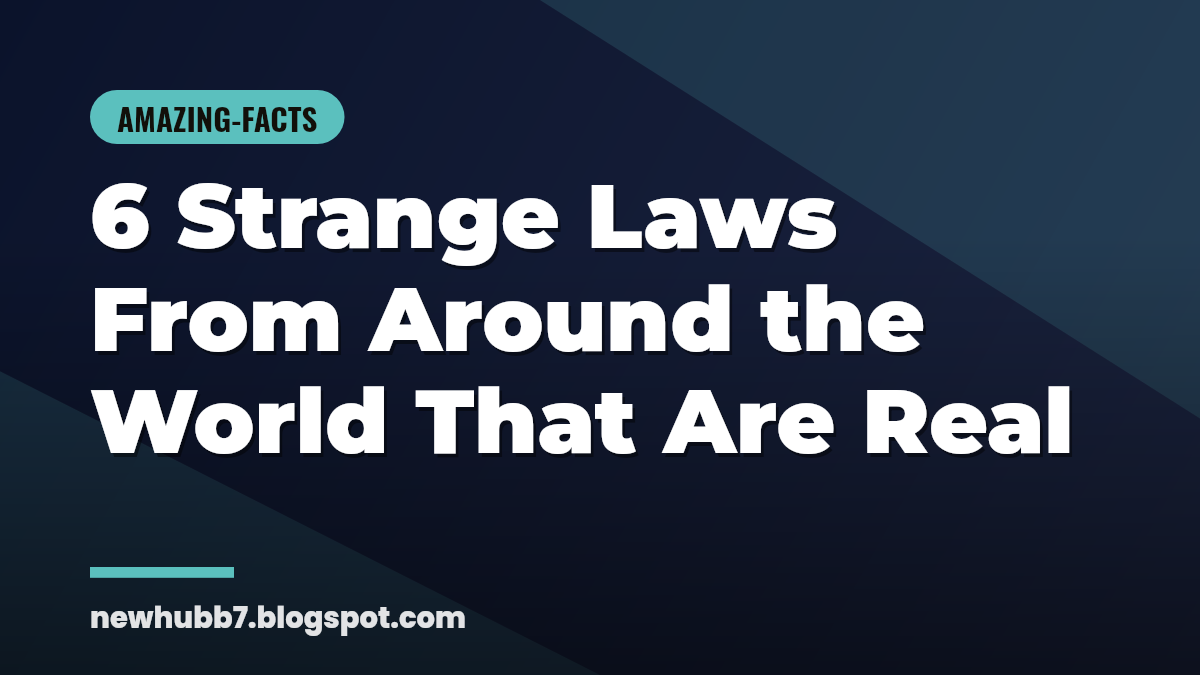 AMAZING-FACTS
6 Strange Laws
From Around the
World That Are Real
newhubb7.blogspot.com